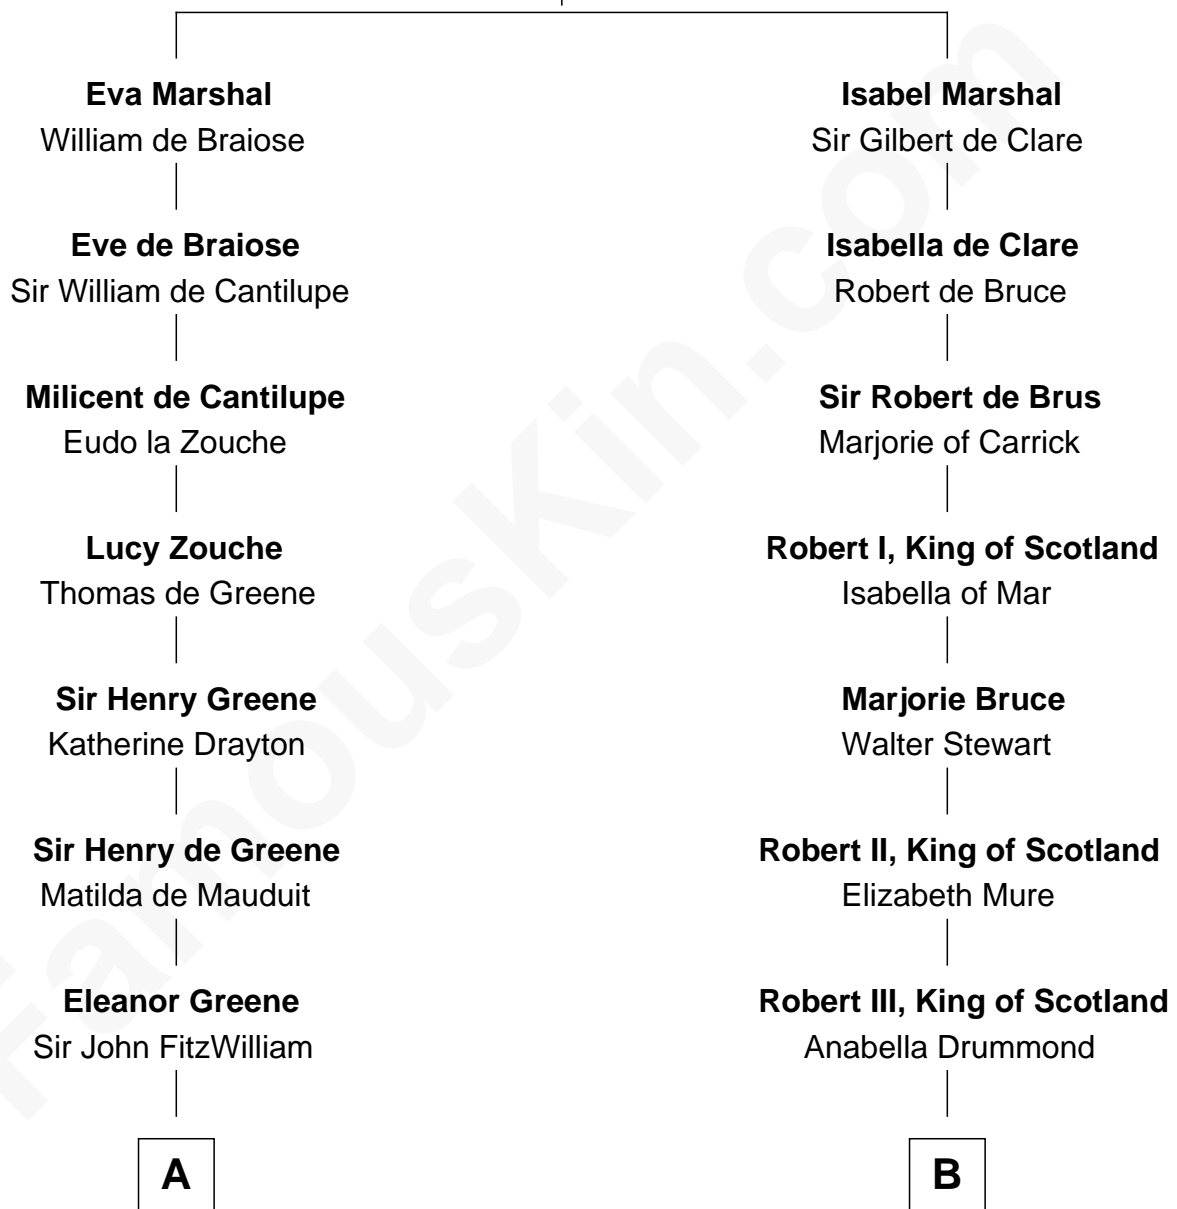 Eva Marshal
William de Braiose
Eve de Braiose
Sir William de Cantilupe
Milicent de Cantilupe
Eudo la Zouche
Lucy Zouche
Thomas de Greene
Sir Henry Greene
Katherine Drayton
Sir Henry de Greene
Matilda de Mauduit
Eleanor Greene
Sir John FitzWilliam
A
Isabel Marshal
Sir Gilbert de Clare
Isabella de Clare
Robert de Bruce
Sir Robert de Brus
Marjorie of Carrick
Robert I, King of Scotland
Isabella of Mar
Marjorie Bruce
Walter Stewart
Robert II, King of Scotland
Elizabeth Mure
Robert III, King of Scotland
Anabella Drummond
B
FamousKin.com